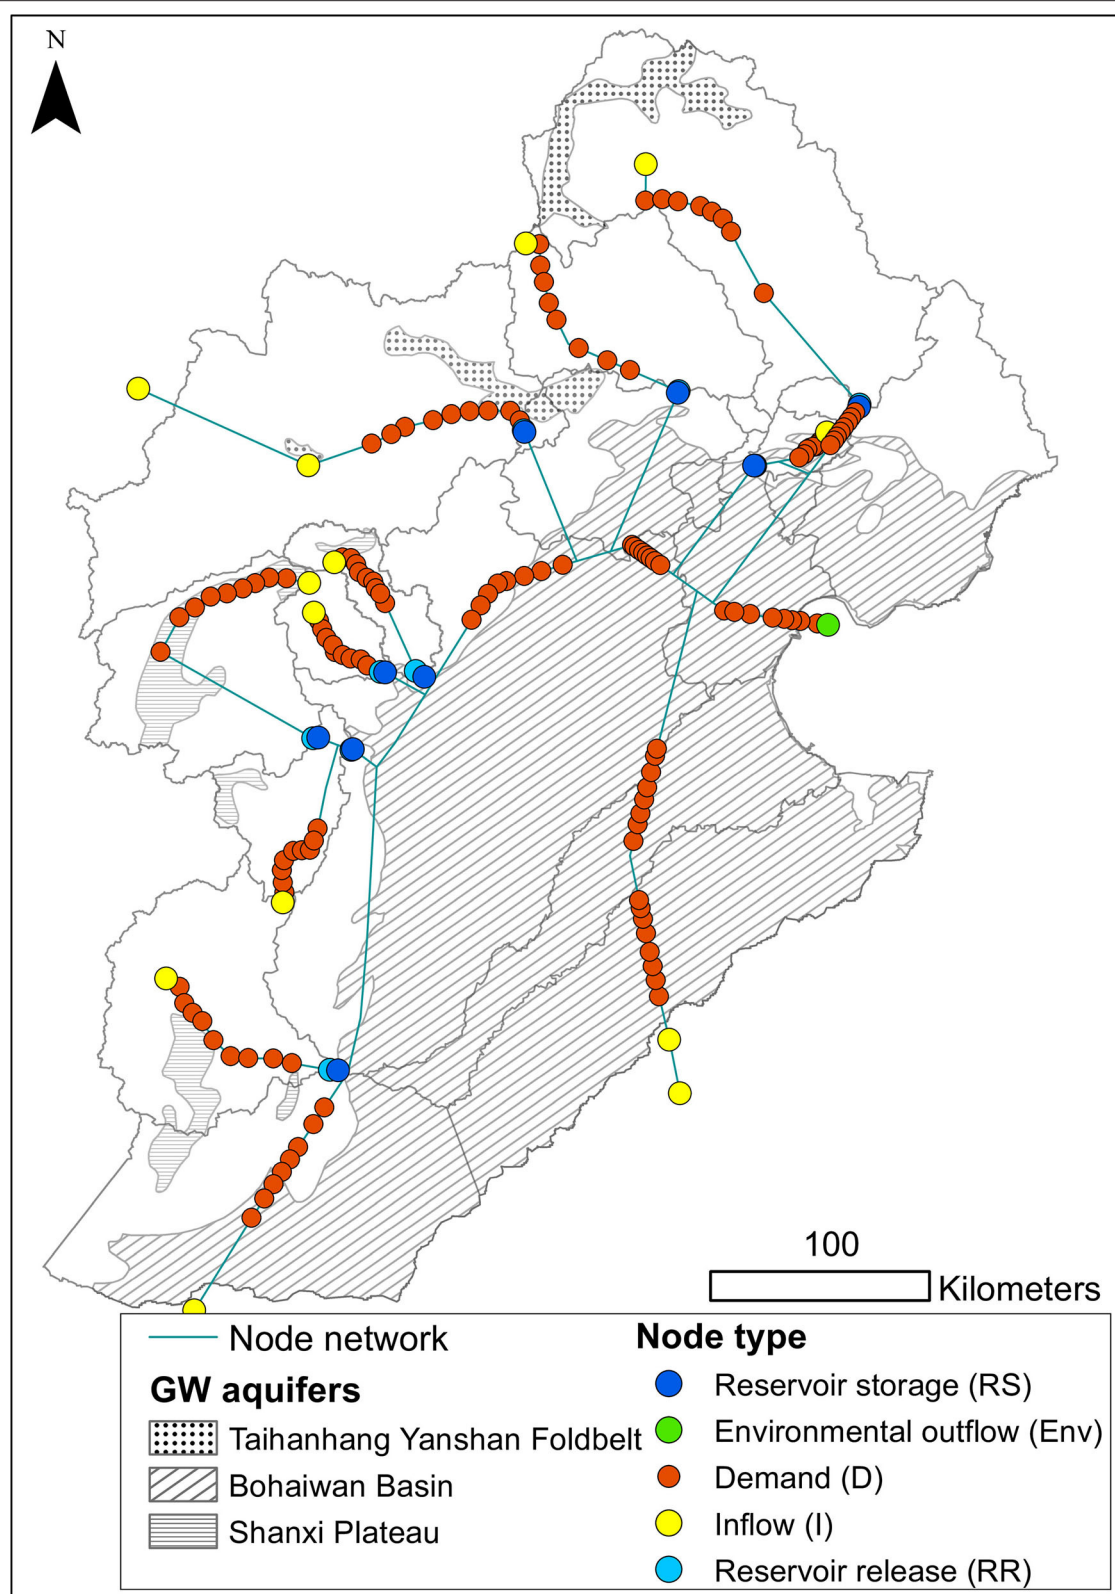 N
100
Kilometers
Node network
GW aquifers
Taihanhang Yanshan Foldbelt
Bohaiwan Basin
Shanxi Plateau
Node type
Reservoir storage (RS)
Environmental outflow (Env)
Demand (D)
Inflow (I)
Reservoir release (RR)